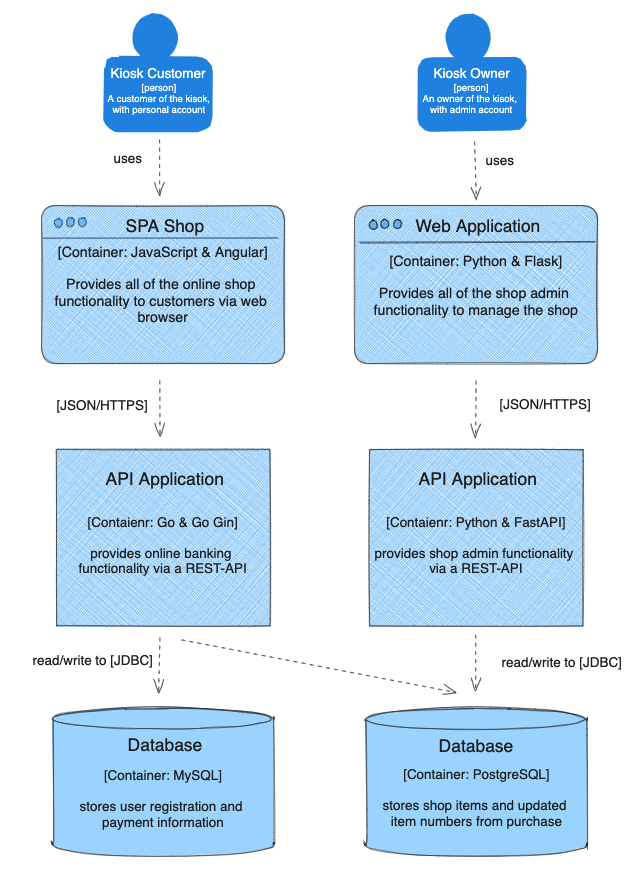 Kiosk Customer
[person]
A customer of the kisok,
with personal account
Kiosk Owner
[person]
An owner of the kisok,
with admin account
uses
uses
SPA Shop
[Container: JavaScript & Angular]
Provides all of the online shop
functionality to customers via web
browser
Web Application
[Container: Python & Flask]
Provides all of the shop admin
functionality to manage the shop
[JSON/HTTPS]
[JSON/HTTPS]
API Application
[Contaienr: Go & Go Gin]
provides online banking
functionality via a REST-API
API Application
[Contaienr: Python & FastAPI]
provides shop admin functionality
via a REST-API
read/write to [JDBC]
read/write to [JDBC]
Database
[Container: MySQL]
stores user registration and
payment information
Database
[Container: PostgreSQL]
stores shop items and updated
item numbers from purchase